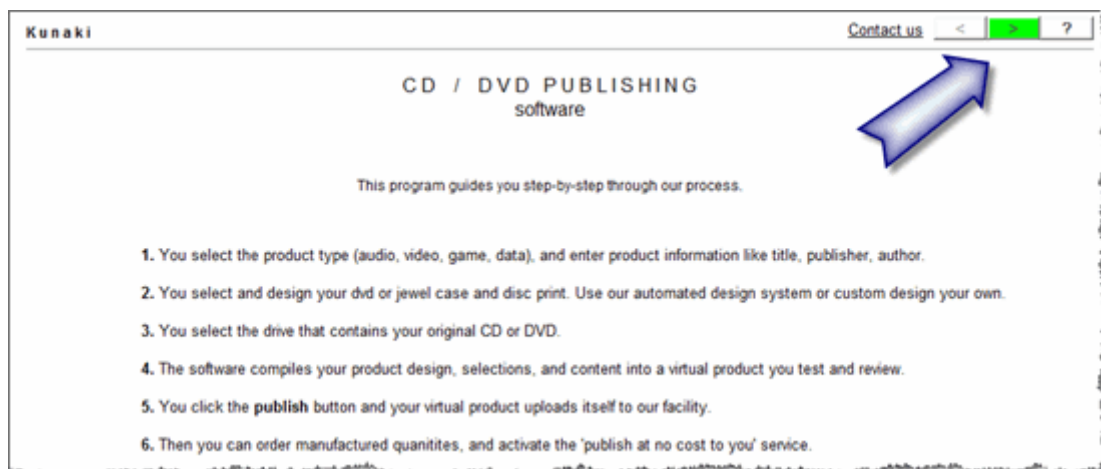 Kunaki Contact us < > ?
CD / DVD PUBLISHING
software
This program guides you step-by-step through our process.
1. You select the product type (audio, video, game, data), and enter product information like title, publisher, author.
2. You select and design your dvd or jewel case and disc print. Use our automated design system or custom design your own.
3. You select the drive that contains your original CD or DVD.
4. The software compiles your product design, selections, and content into a virtual product you test and review.
5. You click the publish button and your virtual product uploads itself to our facility.
6. Then you can order manufactured quanitites, and activate the 'publish at no cost to you' service.